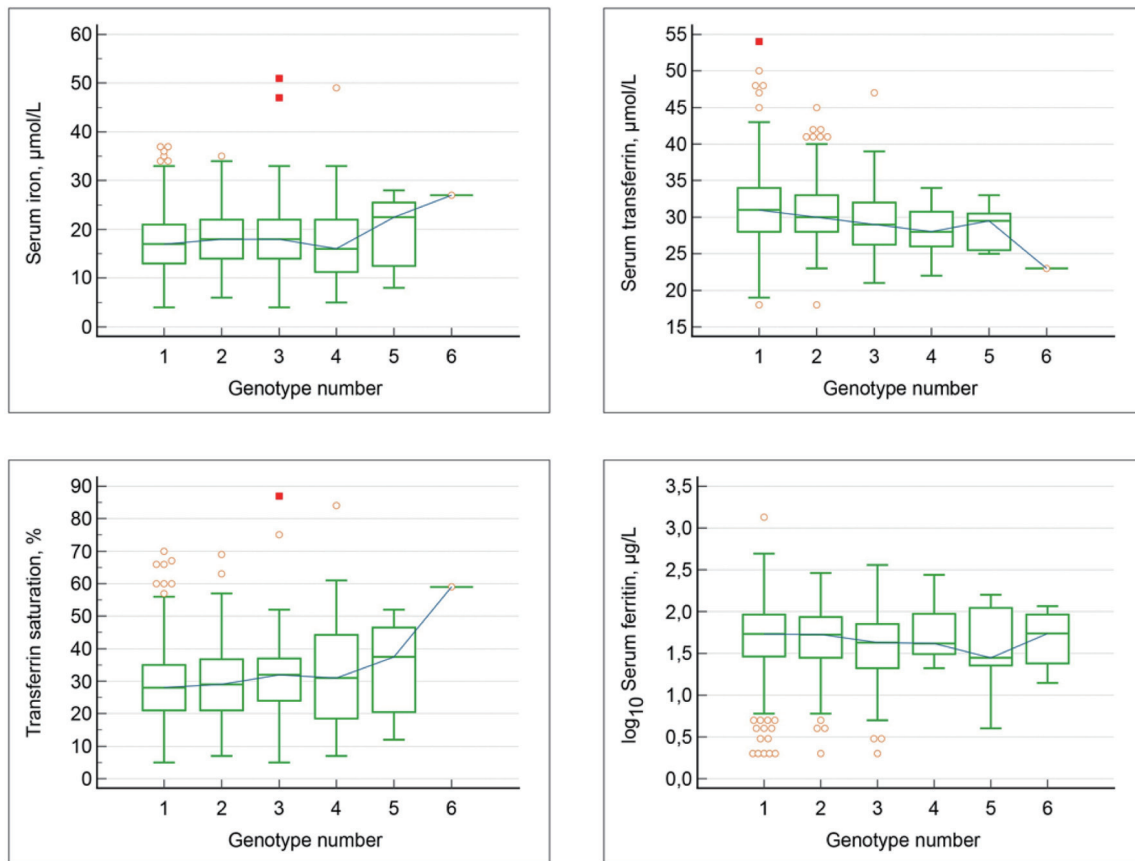 Serum iron, µmol/L
60
50
40
30
20
10
0
1 2 3 4 5 6
Genotype number
Serum transferrin, µmol/L
55
50
45
40
35
30
25
20
15
1 2 3 4 5 6
Genotype number
Transferrin saturation, %
90
80
70
60
50
40
30
20
10
0
1 2 3 4 5 6
Genotype number
log10 Serum ferritin, µg/L
3,5
3,0
2,5
2,0
1,5
1,0
0,5
0,0
1 2 3 4 5 6
Genotype number